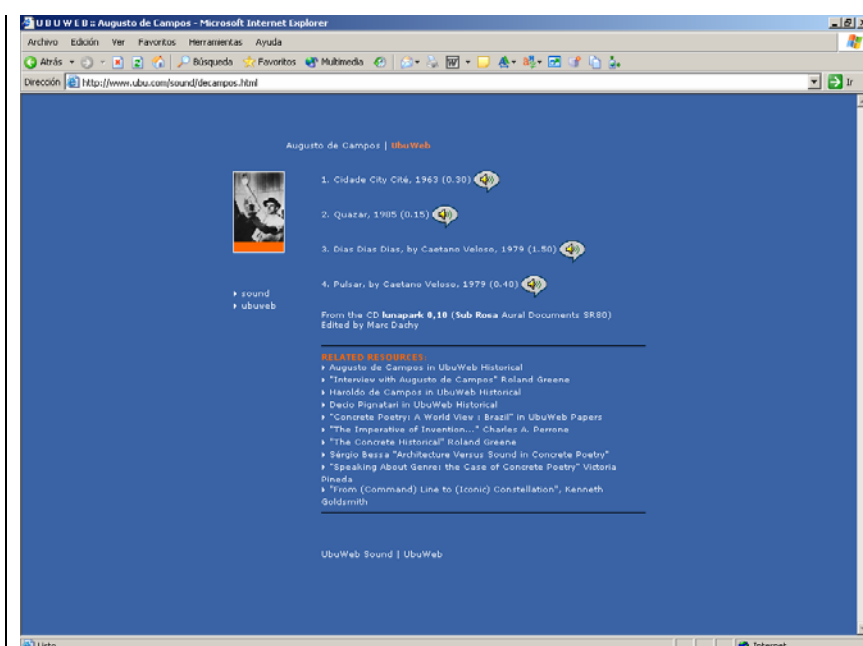 U B U W E B :: Augusto de Campos - Microsoft Internet Explorer
Archivo Edición Ver Favoritos Herramientas Ayuda
Atrás Búsqueda Favoritos Multimedia
Dirección http://www.ubu.com/sound/decampos.html Ir
Augusto de Campos | UbuWeb
1. Cidade City Cité, 1963 (0.30)
2. Quazar, 1985 (0.15)
3. Dias Dias Dias, by Caetano Veloso, 1979 (1.50)
4. Pulsar, by Caetano Veloso, 1979 (0.40)
sound
ubuweb
From the CD lunapark 0,10 (Sub Rosa Aural Documents SR80)
Edited by Marc Dachy
RELATED RESOURCES:
Augusto de Campos in UbuWeb Historical
"Interview with Augusto de Campos" Roland Greene
Haroldo de Campos in UbuWeb Historical
Decio Pignatari in UbuWeb Historical
"Concrete Poetry: A World View : Brazil" in UbuWeb Papers
"The Imperative of Invention..." Charles A. Perrone
"The Concrete Historical" Roland Greene
Sérgio Bessa "Architecture Versus Sound in Concrete Poetry"
"Speaking About Genre: the Case of Concrete Poetry" Victoria
Pineda
"From (Command) Line to (Iconic) Constellation", Kenneth
Goldsmith
UbuWeb Sound | UbuWeb
Listo Internet